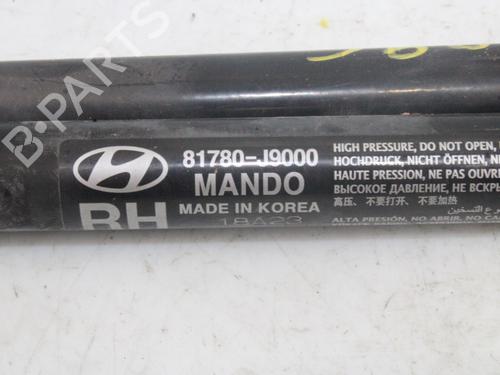 B-PARTS
81780-J9000
MANDO
RH
MADE IN KOREA
18A23
HIGH PRESSURE, DO NOT OPEN,
HOCHDRUCK, NICHT ÖFFNEN, N
HAUTE PRESSION, NE PAS OUVRE
ВЫСОКОЕ ДАВЛЕНИЕ, НЕ ВСКРЫ
高压、不要打开、不要加热
ALTA PRESIÓN, NO ABRIR, NO CA